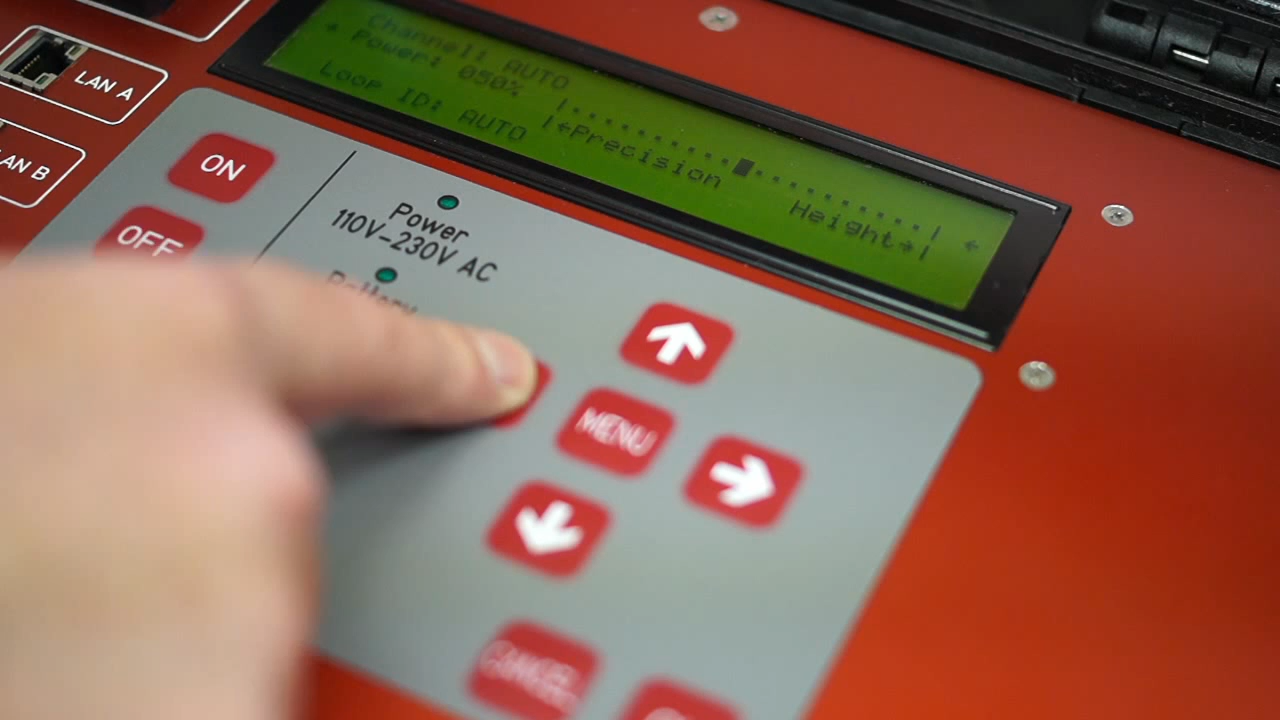 Channel: AUTO
Power: 050%
Loop ID: AUTO
Precision
Height
LAN A
LAN B
ON
OFF
Power
110V-230V AC
Battery
MENU
CANCEL